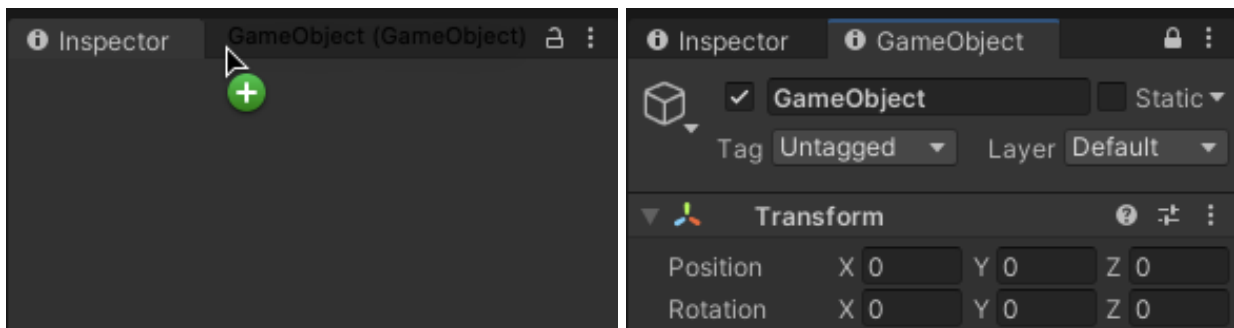 Inspector
GameObject (GameObject)
Inspector
GameObject
GameObject
Static
Tag Untagged
Layer Default
Transform
Position X 0 Y 0 Z 0
Rotation X 0 Y 0 Z 0